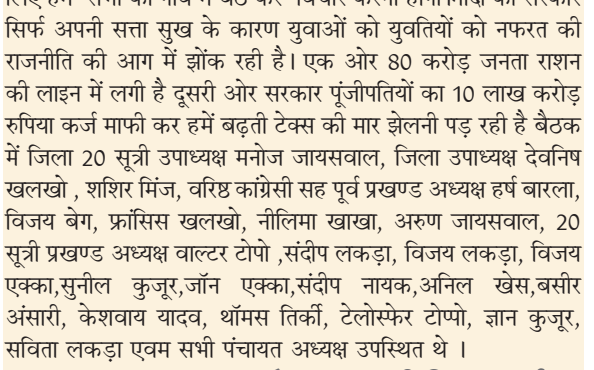 सिर्फ अपनी सत्ता सुख के कारण युवाओं को युवतियों को नफरत की
राजनीति की आग में झोंक रही है। एक ओर 80 करोड़ जनता राशन
की लाइन में लगी है दूसरी ओर सरकार पूंजीपतियों का 10 लाख करोड़
रुपिया कर्ज माफी कर हमें बढ़ती टेक्स की मार झेलनी पड़ रही है बैठक
में जिला 20 सूत्री उपाध्यक्ष मनोज जायसवाल, जिला उपाध्यक्ष देवनिष
खलखो , शशिर मिंज, वरिष्ठ कांग्रेसी सह पूर्व प्रखण्ड अध्यक्ष हर्ष बारला,
विजय बेग, फ्रांसिस खलखो, नीलिमा खाखा, अरुण जायसवाल, 20
सूत्री प्रखण्ड अध्यक्ष वाल्टर टोपो ,संदीप लकड़ा, विजय लकड़ा, विजय
एक्का,सुनील कुजूर,जॉन एक्का,संदीप नायक,अनिल खेस,बसीर
अंसारी, केशवाय यादव, थॉमस तिर्की, टेलोस्फेर टोप्पो, ज्ञान कुजूर,
सविता लकड़ा एवम सभी पंचायत अध्यक्ष उपस्थित थे ।